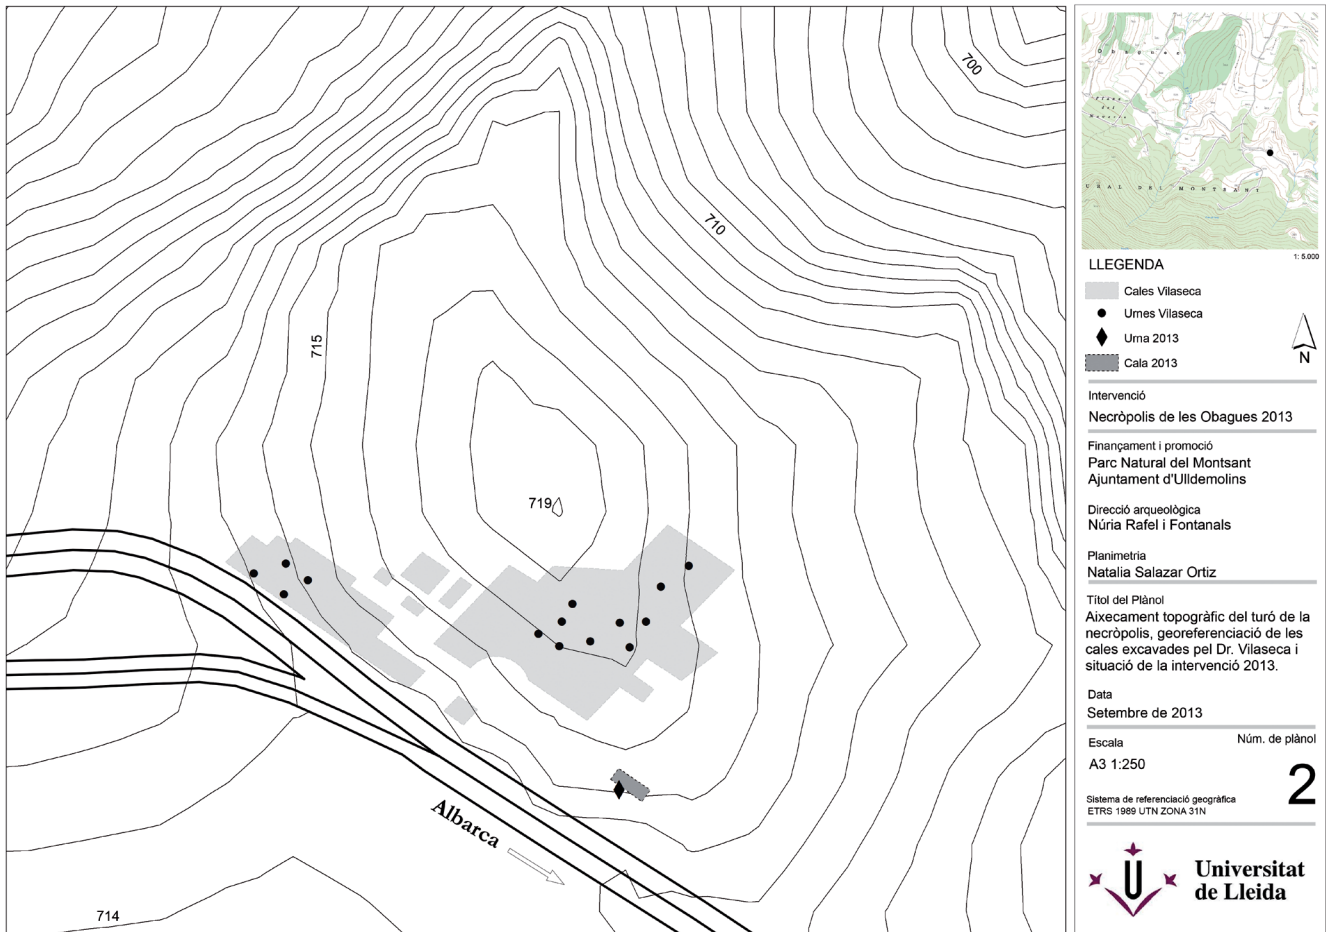 700
710
715
719
714
Albarca
Obagues
URAL DEL MONTSANT
1: 5.000
LLEGENDA
Cales Vilaseca
Urnes Vilaseca
Urna 2013
Cala 2013
N
Intervenció
Necròpolis de les Obagues 2013
Finançament i promoció
Parc Natural del Montsant
Ajuntament d'Ulldemolins
Direcció arqueològica
Núria Rafel i Fontanals
Planimetria
Natalia Salazar Ortiz
Títol del Plànol
Aixecament topogràfic del turó de la
necròpolis, georeferenciació de les
cales excavades pel Dr. Vilaseca i
situació de la intervenció 2013.
Data
Setembre de 2013
Escala
Núm. de plànol
A3 1:250
2
Sistema de referenciació geogràfica
ETRS 1989 UTN ZONA 31N
Universitat
de Lleida